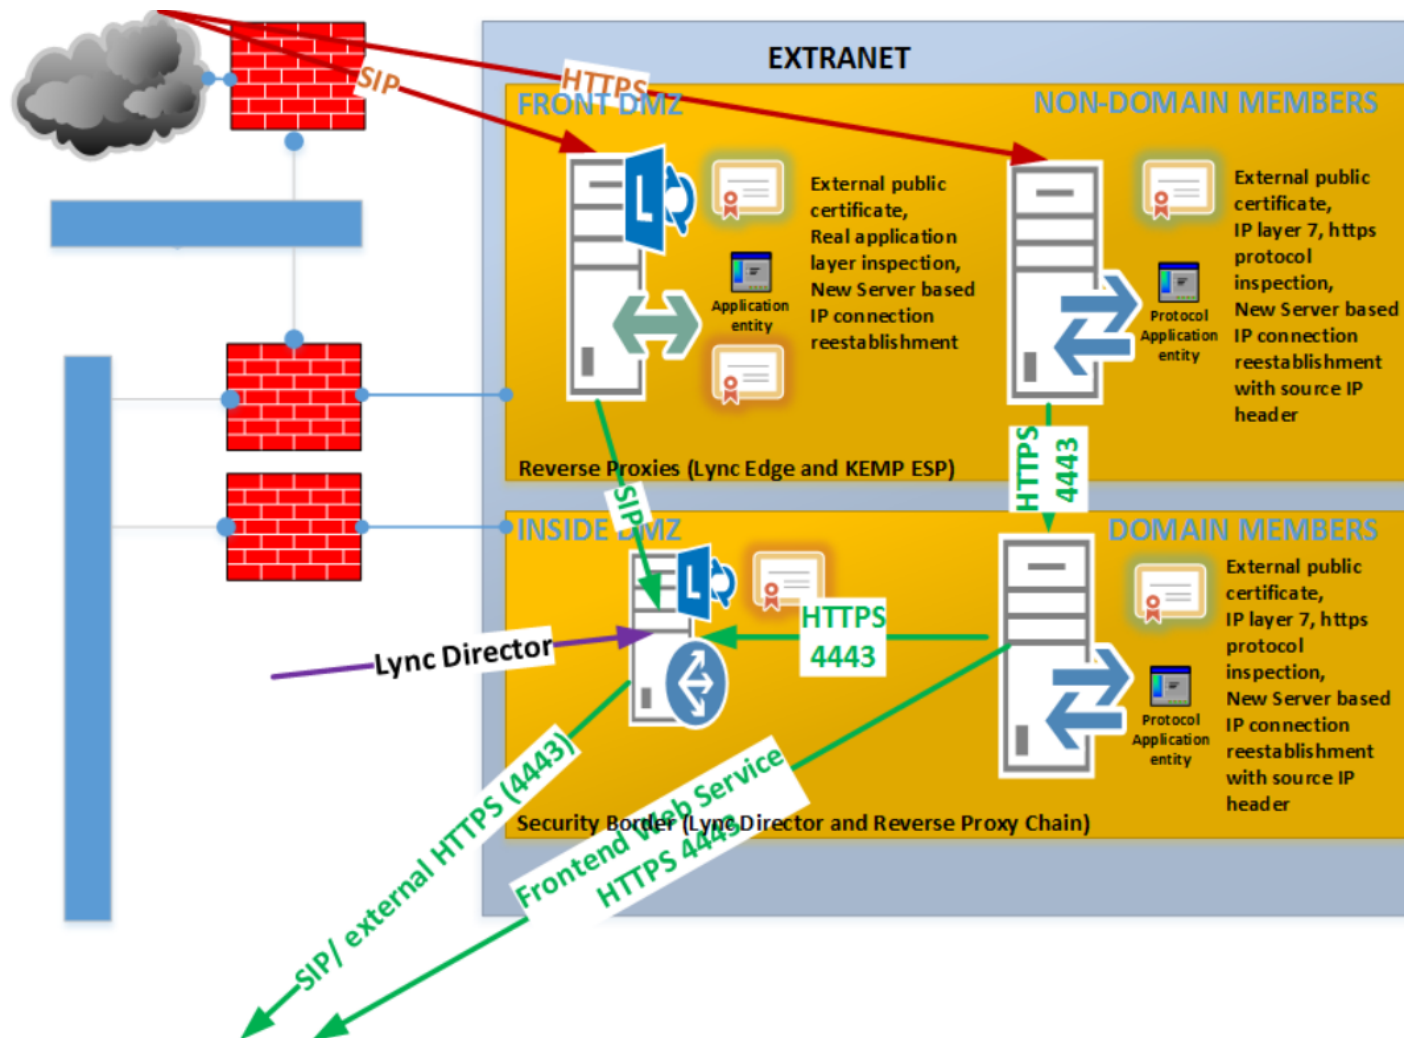 EXTRANET
SIP
HTTPS
FRONT DMZ
NON-DOMAIN MEMBERS
L
External public
certificate,
Real application
layer inspection,
New Server based
IP connection
reestablishment
Application
entity
External public
certificate,
IP layer 7, https
protocol
inspection,
New Server based
IP connection
reestablishment
with source IP
header
Protocol
Application
entity
Reverse Proxies (Lync Edge and KEMP ESP)
SIP
HTTPS
4443
INSIDE DMZ
DOMAIN MEMBERS
L
HTTPS
4443
Lync Director
External public
certificate,
IP layer 7, https
protocol
inspection,
New Server based
IP connection
reestablishment
with source IP
header
Protocol
Application
entity
Security Border (Lync Director and Reverse Proxy Chain)
SIP/ external HTTPS (4443)
Frontend Web Service
HTTPS 4443